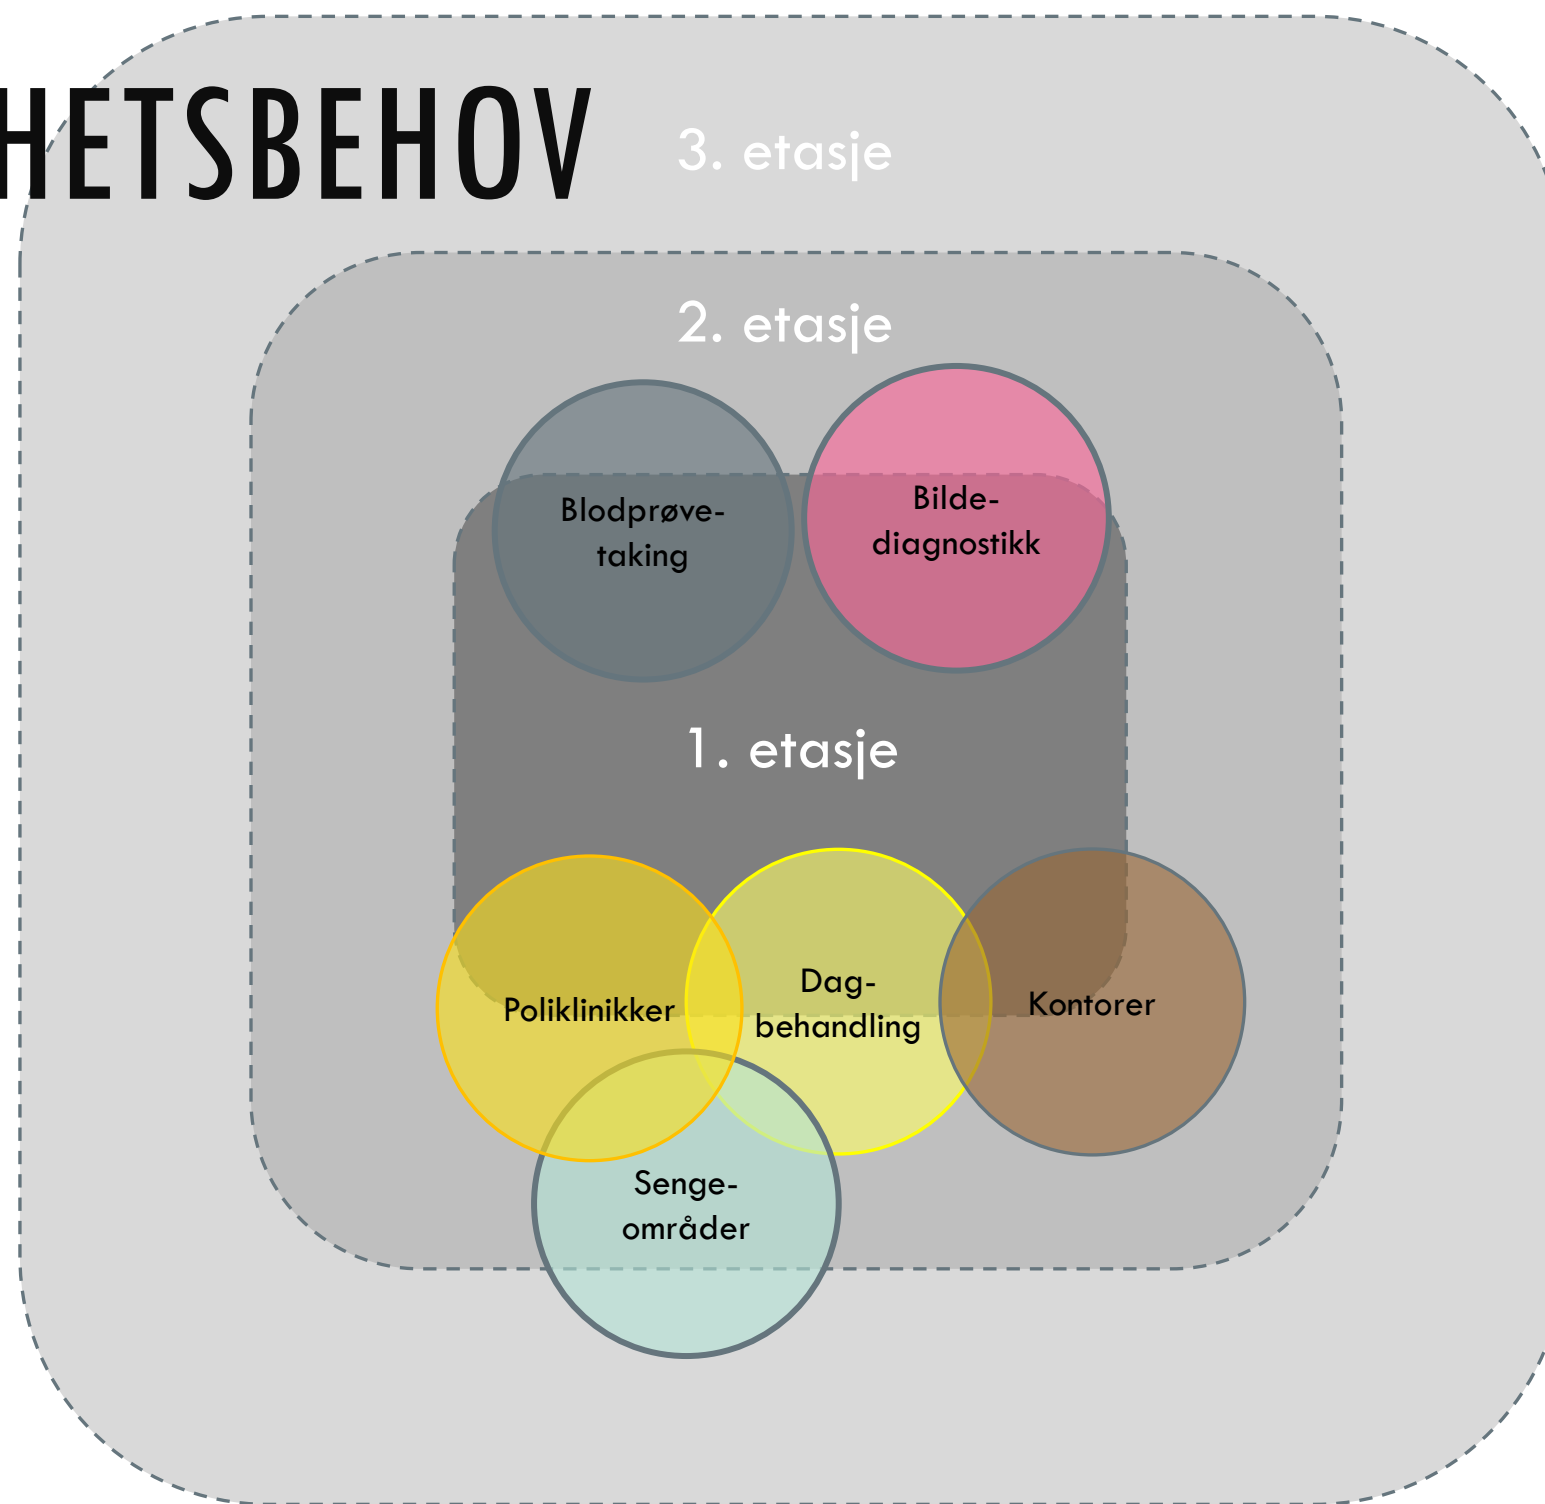 HETSBEHOV
3. etasje
2. etasje
Blodprøve-
taking
Bilde-
diagnostikk
1. etasje
Poliklinikker
Dag-
behandling
Kontorer
Senge-
områder